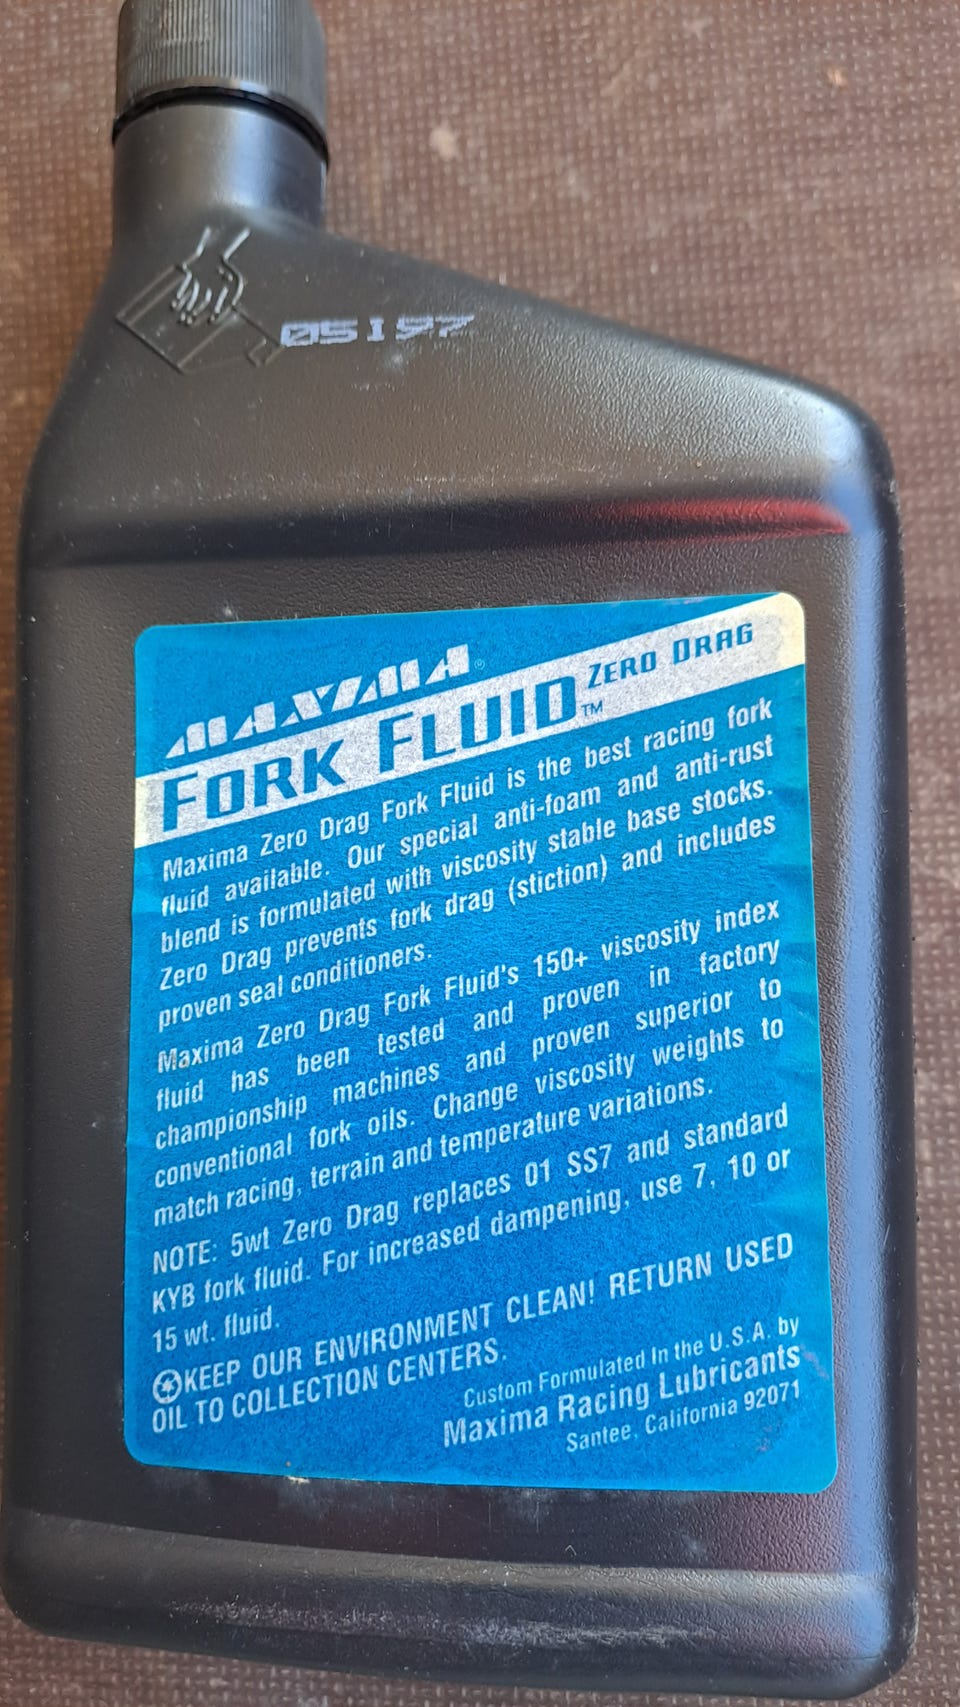 05197
MAXIMA®
FORK FLUID™ ZERO DRAG
Maxima Zero Drag Fork Fluid is the best racing fork
fluid available. Our special anti-foam and anti-rust
blend is formulated with viscosity stable base stocks.
Zero Drag prevents fork drag (stiction) and includes
proven seal conditioners.
Maxima Zero Drag Fork Fluid's 150+ viscosity index
fluid has been tested and proven in factory
championship machines and proven superior to
conventional fork oils. Change viscosity weights to
match racing, terrain and temperature variations.
NOTE: 5wt Zero Drag replaces 01 SS7 and standard
KYB fork fluid. For increased dampening, use 7, 10 or
15 wt. fluid.
KEEP OUR ENVIRONMENT CLEAN! RETURN USED
OIL TO COLLECTION CENTERS.
Custom Formulated In the U.S.A. by
Maxima Racing Lubricants
Santee, California 92071